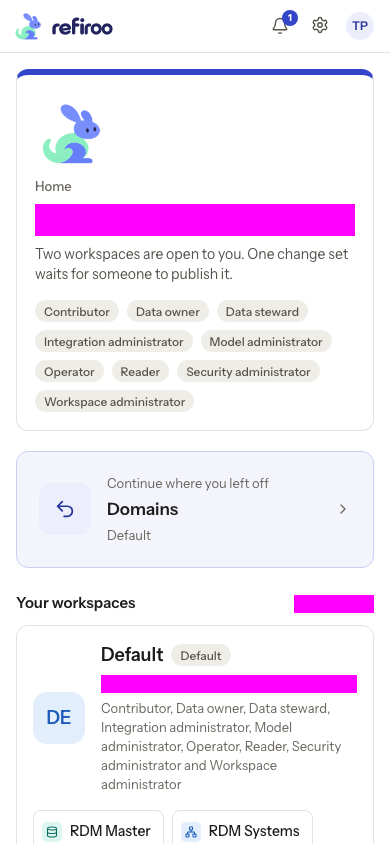 refiroo
1
TP
Home
Two workspaces are open to you. One change set
waits for someone to publish it.
Contributor
Data owner
Data steward
Integration administrator
Model administrator
Operator
Reader
Security administrator
Workspace administrator
Continue where you left off
Domains
Default
Your workspaces
Default
Default
DE
Contributor, Data owner, Data steward,
Integration administrator, Model
administrator, Operator, Reader, Security
administrator and Workspace
administrator
RDM Master
RDM Systems